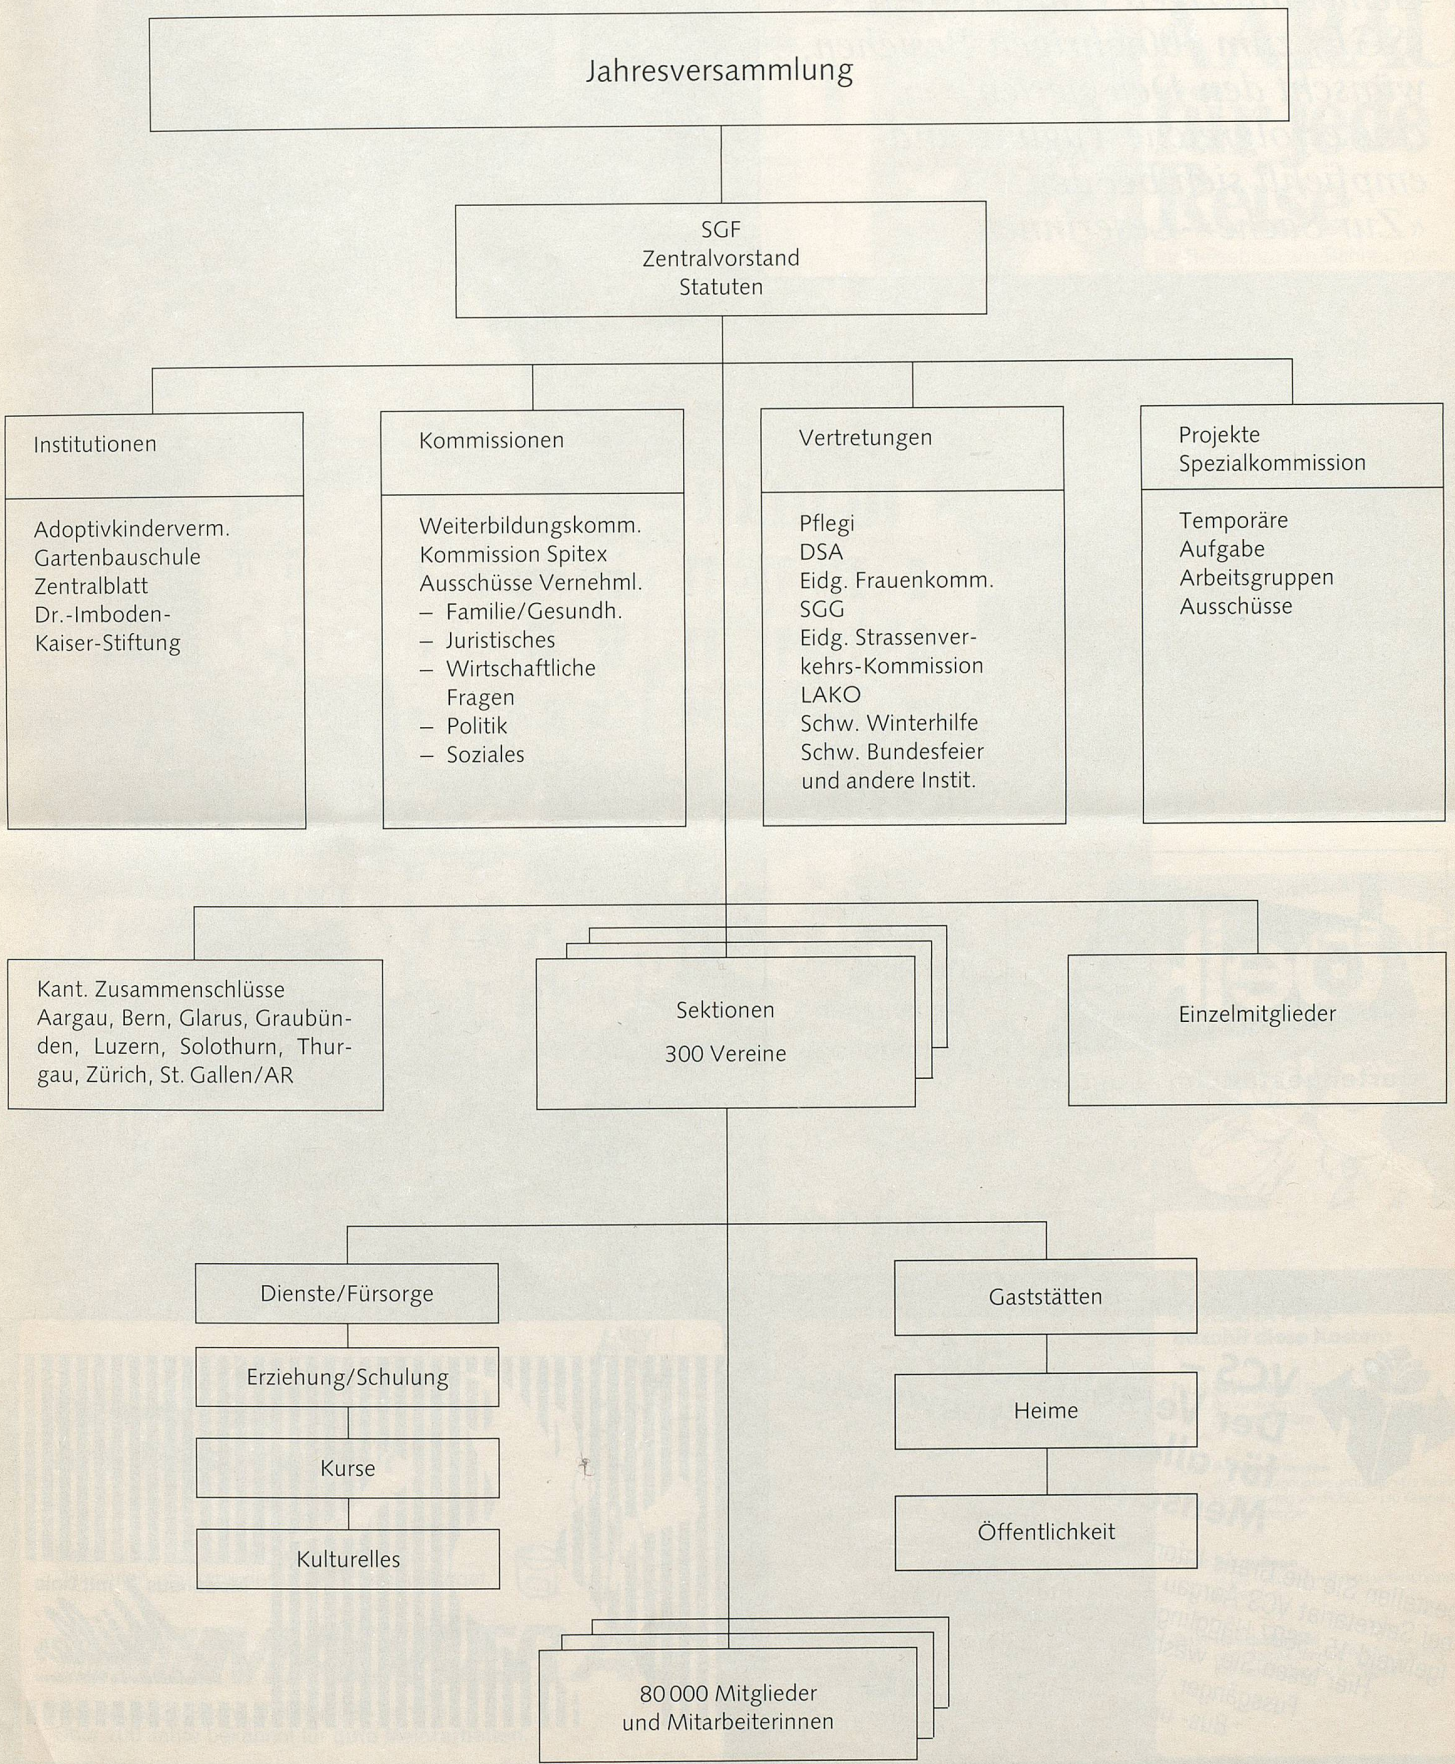 Jahresversammlung
SGF
Zentralvorstand
Statuten
Institutionen
Adoptivkinderverm.
Gartenbauschule
Zentralblatt
Dr.-Imboden-
Kaiser-Stiftung
Kommissionen
Weiterbildungskomm.
Kommission Spitex
Ausschüsse Vernehml.
– Familie/Gesundh.
– Juristisches
– Wirtschaftliche
Fragen
– Politik
– Soziales
Vertretungen
Pflegi
DSA
Eidg. Frauenkomm.
SGG
Eidg. Strassenver-
kehrs-Kommission
LAKO
Schw. Winterhilfe
Schw. Bundesfeier
und andere Instit.
Projekte
Spezialkommission
Temporäre
Aufgabe
Arbeitsgruppen
Ausschüsse
Kant. Zusammenschlüsse
Aargau, Bern, Glarus, Graubün-
den, Luzern, Solothurn, Thur-
gau, Zürich, St. Gallen/AR
Sektionen
300 Vereine
Einzelmitglieder
Dienste/Fürsorge
Erziehung/Schulung
Kurse
Kulturelles
Gaststätten
Heime
Öffentlichkeit
80 000 Mitglieder
und Mitarbeiterinnen